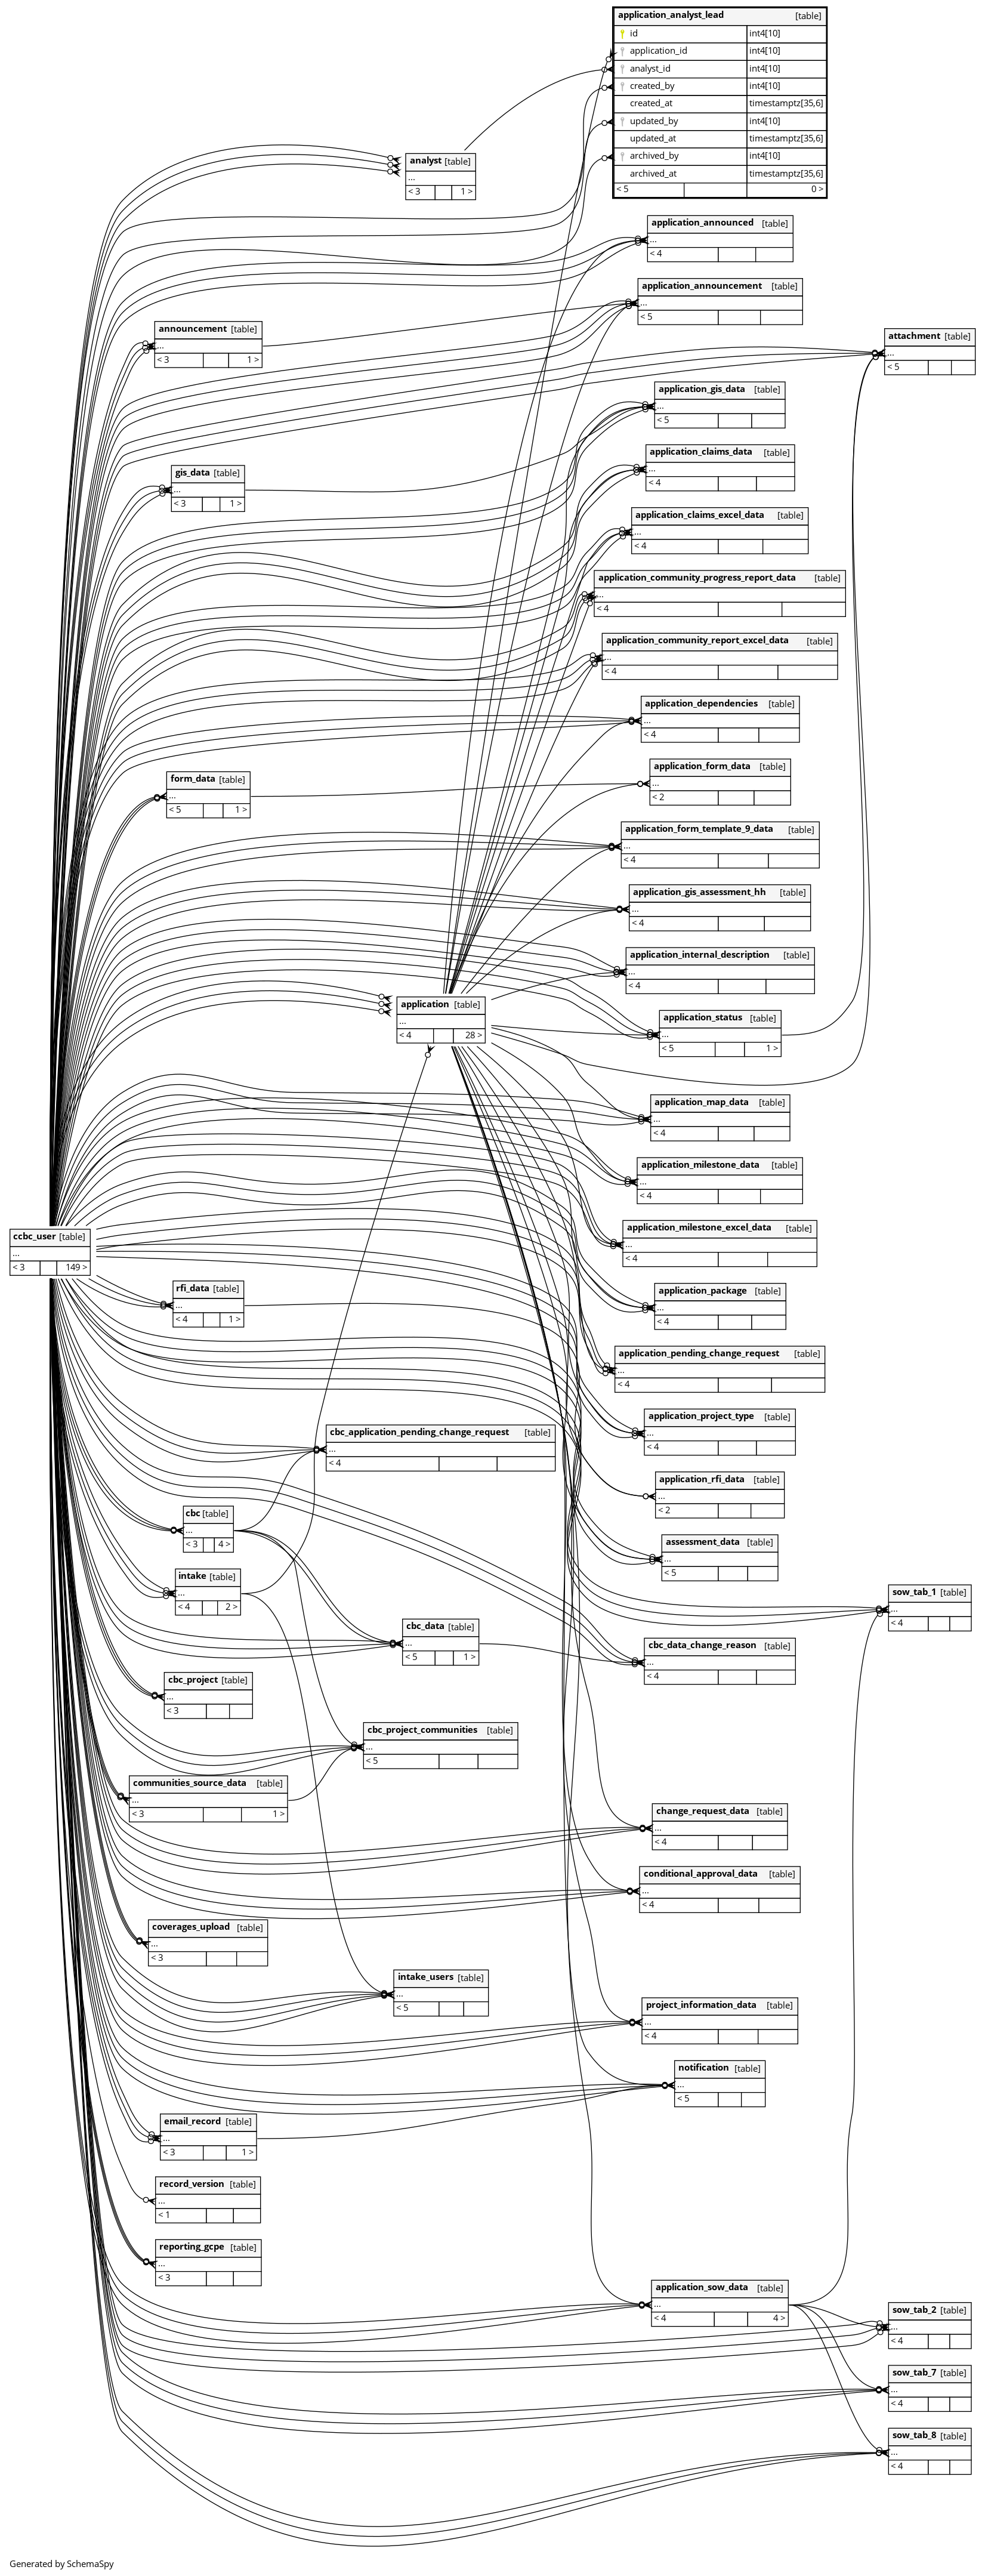 application_analyst_lead [table]
id int4[10]
application_id int4[10]
analyst_id int4[10]
created_by int4[10]
created_at timestamptz[35,6]
updated_by int4[10]
updated_at timestamptz[35,6]
archived_by int4[10]
archived_at timestamptz[35,6]
< 5 0 >
analyst [table]
...
< 3 1 >
application_announced [table]
...
< 4
application_announcement [table]
...
< 5
announcement [table]
...
< 3 1 >
attachment [table]
...
< 5
application_gis_data [table]
...
< 5
application_claims_data [table]
...
< 4
gis_data [table]
...
< 3 1 >
application_claims_excel_data [table]
...
< 4
application_community_progress_report_data [table]
...
< 4
application_community_report_excel_data [table]
...
< 4
application_dependencies [table]
...
< 4
application_form_data [table]
...
< 2
form_data [table]
...
< 5 1 >
application_form_template_9_data [table]
...
< 4
application_gis_assessment_hh [table]
...
< 4
application_internal_description [table]
...
< 4
application [table]
...
< 4 28 >
application_status [table]
...
< 5 1 >
application_map_data [table]
...
< 4
application_milestone_data [table]
...
< 4
application_milestone_excel_data [table]
...
< 4
ccbc_user [table]
...
< 3 149 >
rfi_data [table]
...
< 4 1 >
application_package [table]
...
< 4
application_pending_change_request [table]
...
< 4
application_project_type [table]
...
< 4
cbc_application_pending_change_request [table]
...
< 4
application_rfi_data [table]
...
< 2
cbc [table]
...
< 3 4 >
assessment_data [table]
...
< 5
intake [table]
...
< 4 2 >
sow_tab_1 [table]
...
< 4
cbc_data [table]
...
< 5 1 >
cbc_data_change_reason [table]
...
< 4
cbc_project [table]
...
< 3
cbc_project_communities [table]
...
< 5
communities_source_data [table]
...
< 3 1 >
change_request_data [table]
...
< 4
conditional_approval_data [table]
...
< 4
coverages_upload [table]
...
< 3
intake_users [table]
...
< 5
project_information_data [table]
...
< 4
notification [table]
...
< 5
email_record [table]
...
< 3 1 >
record_version [table]
...
< 1
reporting_gcpe [table]
...
< 3
application_sow_data [table]
...
< 4 4 >
sow_tab_2 [table]
...
< 4
sow_tab_7 [table]
...
< 4
sow_tab_8 [table]
...
< 4
Generated by SchemaSpy